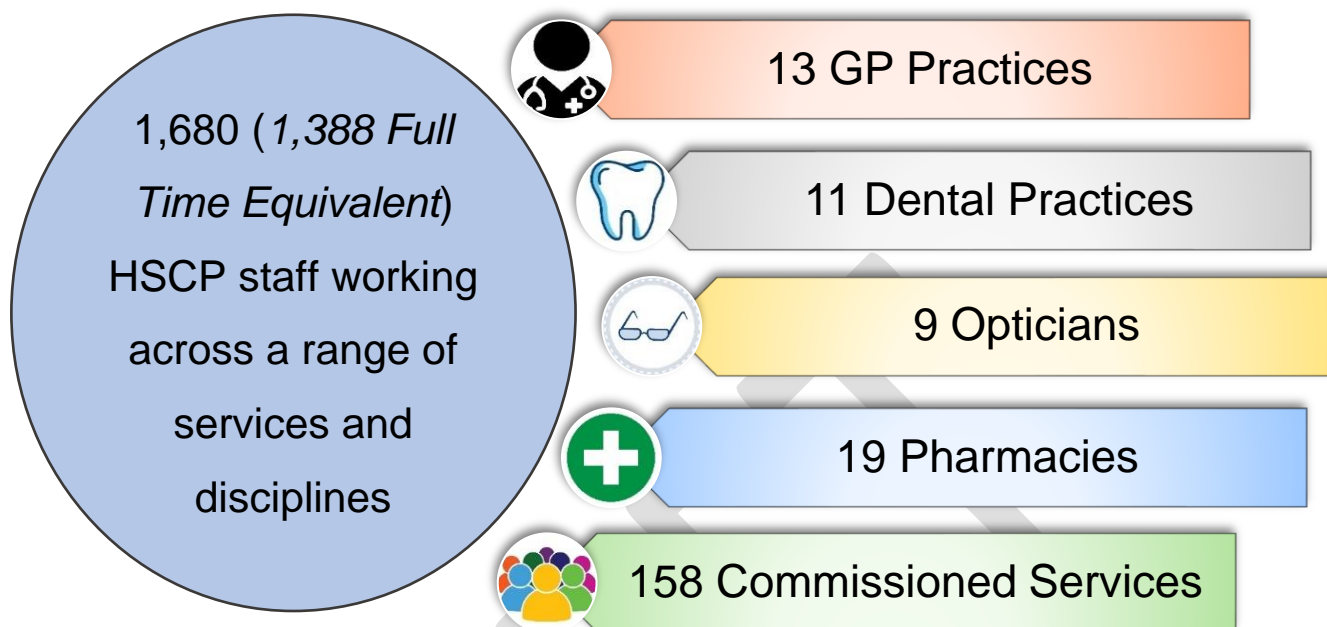 1,680 (1,388 Full
Time Equivalent)
HSCP staff working
across a range of
services and
disciplines
13 GP Practices
11 Dental Practices
9 Opticians
19 Pharmacies
158 Commissioned Services